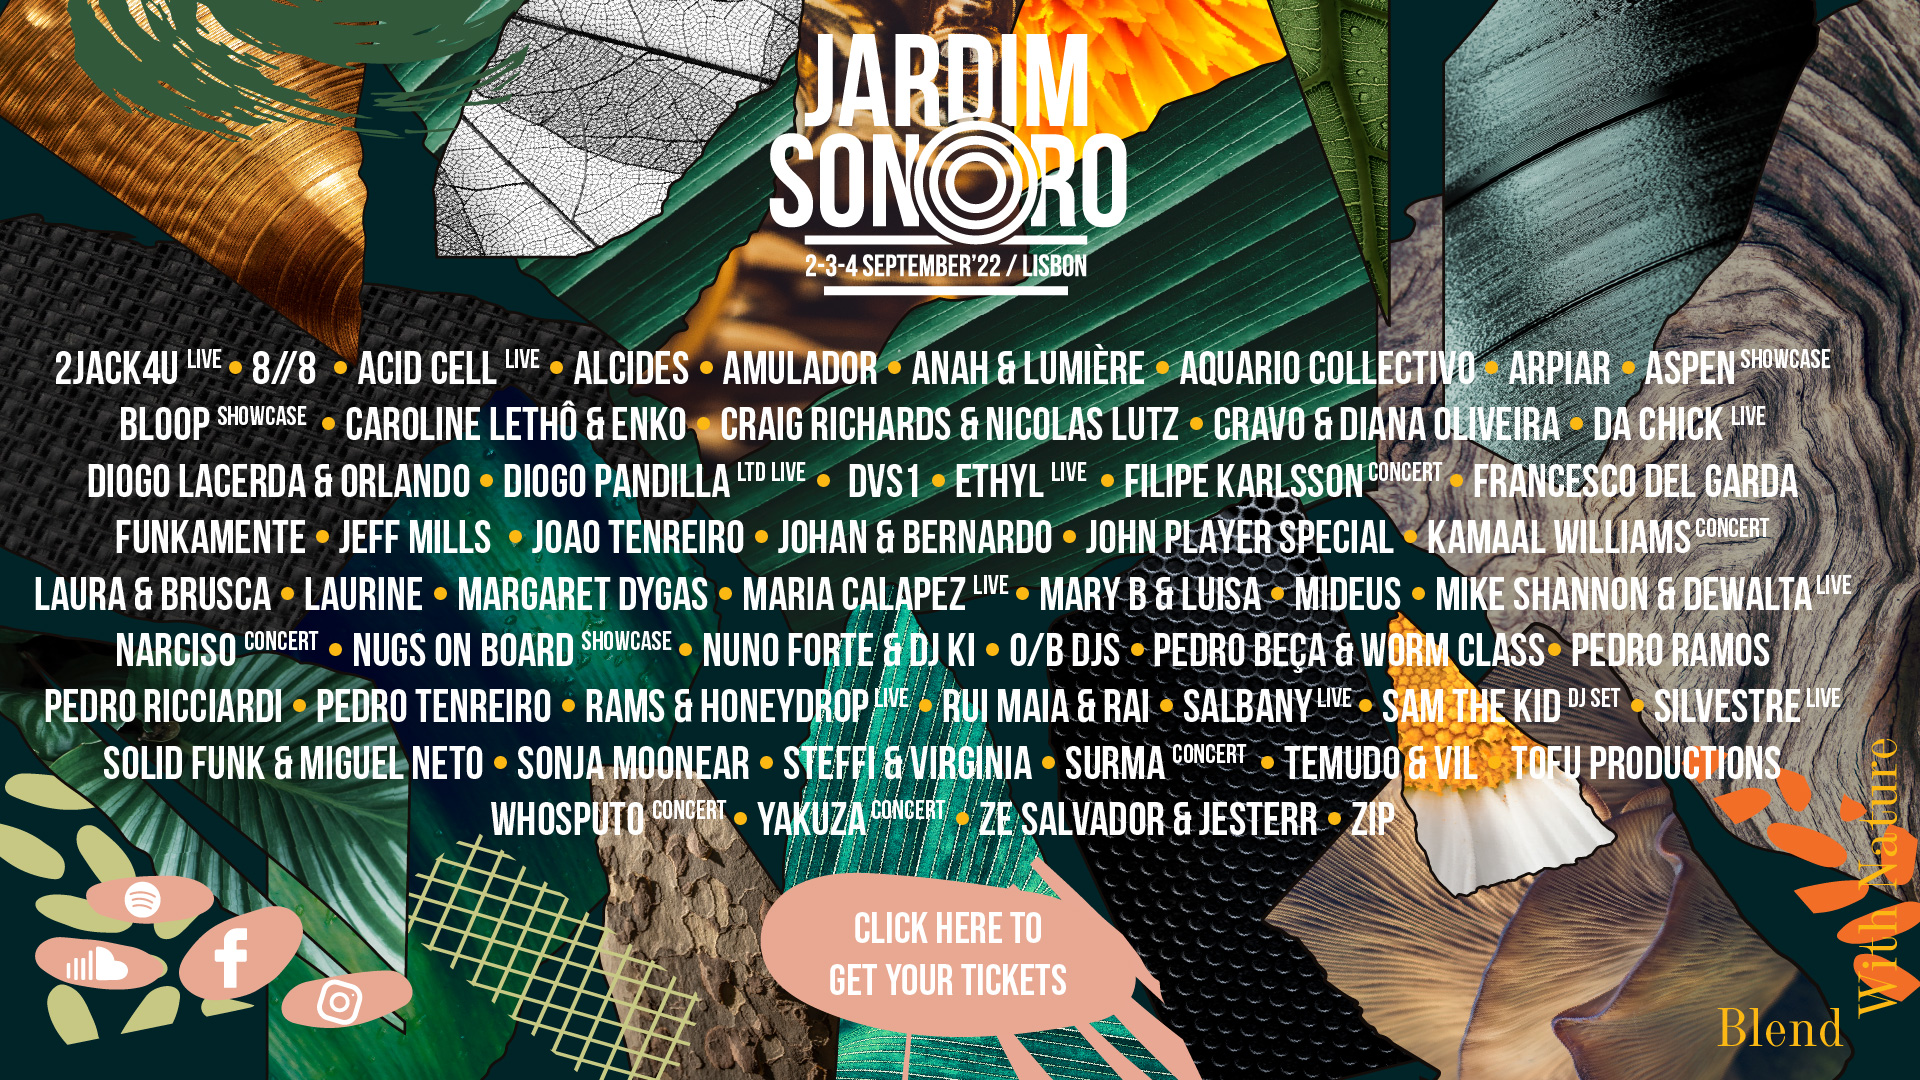 JARDIM
SONORO
2-3-4 SEPTEMBER'22 / LISBON
2JACK4U LIVE • 8//8 • ACID CELL LIVE • ALCIDES • AMULADOR • ANAH & LUMIÈRE • AQUARIO COLLECTIVO • ARPIAR • ASPEN SHOWCASE
BLOOP SHOWCASE • CAROLINE LETHÔ & ENKO • CRAIG RICHARDS & NICOLAS LUTZ • CRAVO & DIANA OLIVEIRA • DA CHICK LIVE
DIOGO LACERDA & ORLANDO • DIOGO PANDILLA LTD LIVE • DVS1 • ETHYL LIVE • FILIPE KARLSSON CONCERT • FRANCESCO DEL GARDA
FUNKAMENTE • JEFF MILLS • JOAO TENREIRO • JOHAN & BERNARDO • JOHN PLAYER SPECIAL • KAMAAL WILLIAMS CONCERT
LAURA & BRUSCA • LAURINE • MARGARET DYGAS • MARIA CALAPEZ LIVE • MARY B & LUISA • MIDEUS • MIKE SHANNON & DEWALTA LIVE
NARCISO CONCERT • NUGS ON BOARD SHOWCASE • NUNO FORTE & DJ KI • O/B DJS • PEDRO BEÇA & WORM CLASS • PEDRO RAMOS
PEDRO RICCIARDI • PEDRO TENREIRO • RAMS & HONEYDROP LIVE • RUI MAIA & RAI • SALBANY LIVE • SAM THE KID DJ SET • SILVESTRE LIVE
SOLID FUNK & MIGUEL NETO • SONJA MOONEAR • STEFFI & VIRGINIA • SURMA CONCERT • TEMUDO & VIL • TOFU PRODUCTIONS
WHOSPUTO CONCERT • YAKUZA CONCERT • ZE SALVADOR & JESTERR • ZIP
CLICK HERE TO
GET YOUR TICKETS
Blend
With Nature